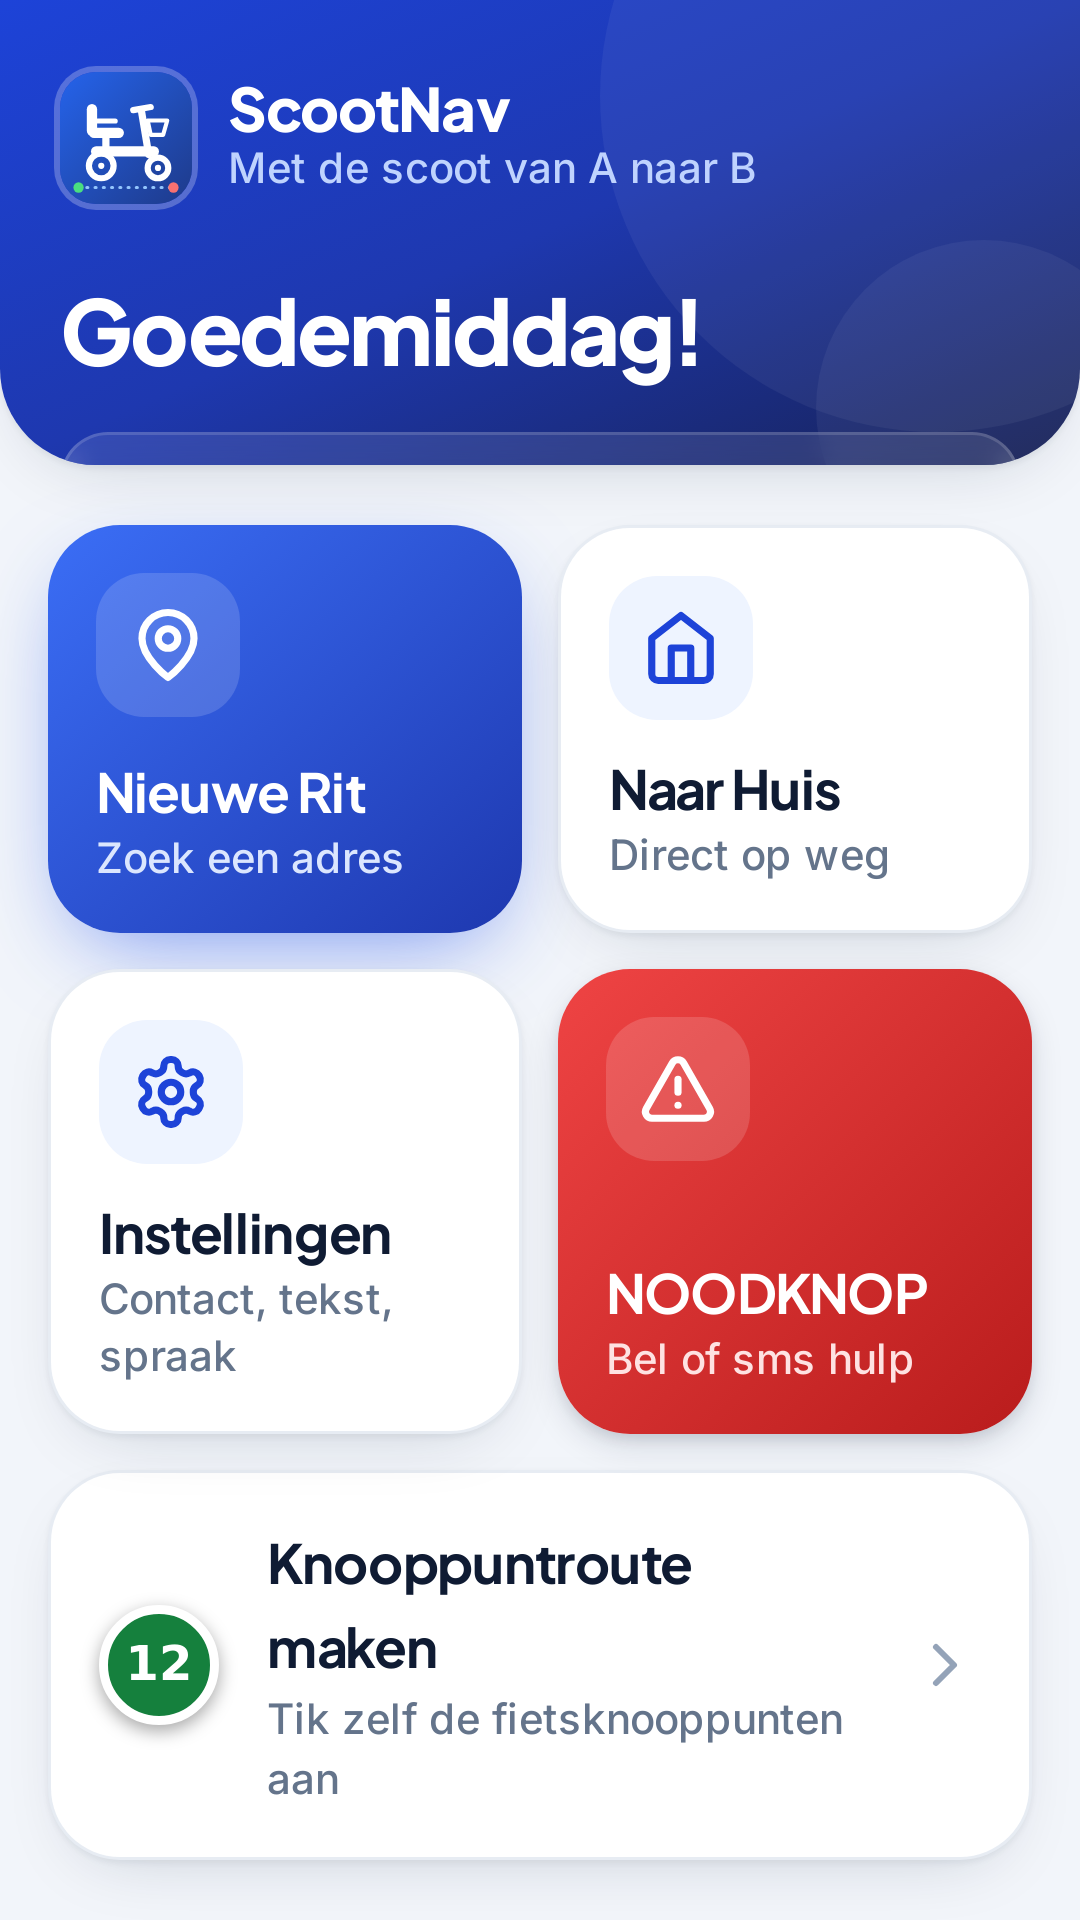 ScootNav
Met de scoot van A naar B
Goedemiddag!
Nieuwe Rit
Zoek een adres
Naar Huis
Direct op weg
Instellingen
Contact, tekst,
spraak
NOODKNOP
Bel of sms hulp
Knooppuntroute
maken
12
Tik zelf de fietsknooppunten
aan